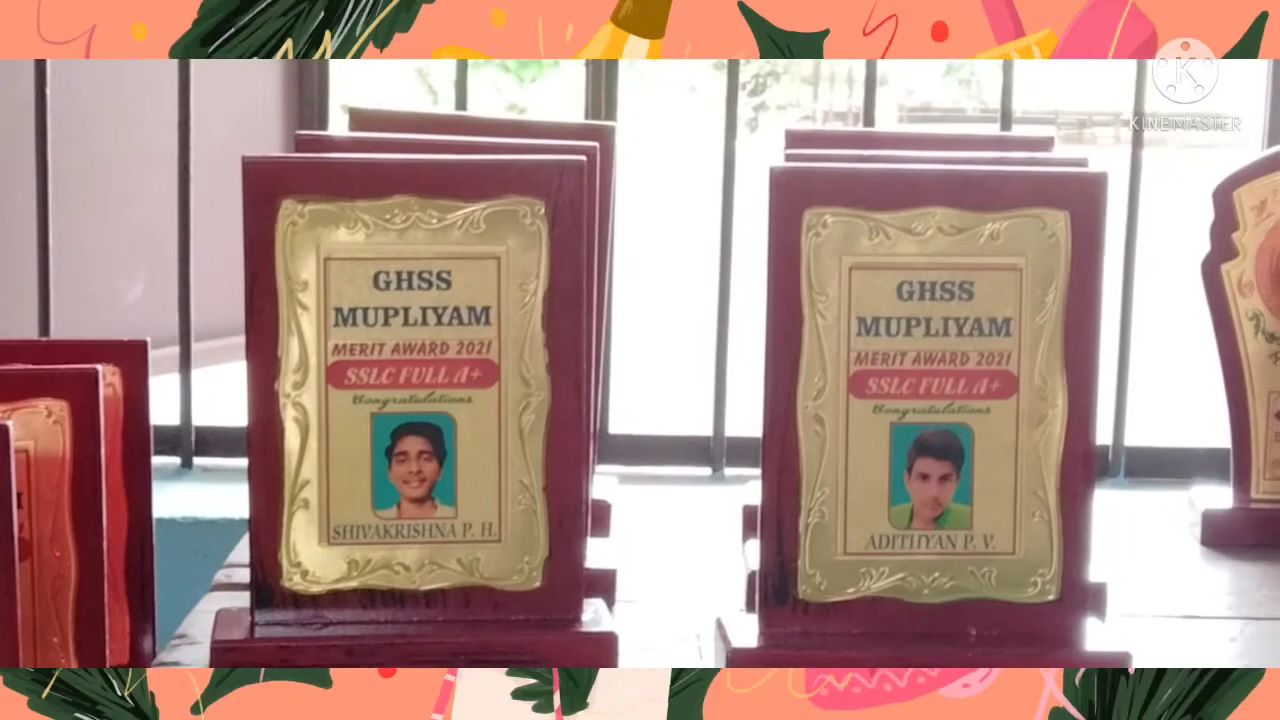 K
KINEMASTER
GHSS
MUPLIYAM
MERIT AWARD 2021
SSLC FULL A+
Congratulations
SHIVAKRISHNA P. H.
GHSS
MUPLIYAM
MERIT AWARD 2021
SSLC FULL A+
Congratulations
ADITHYAN P. V.